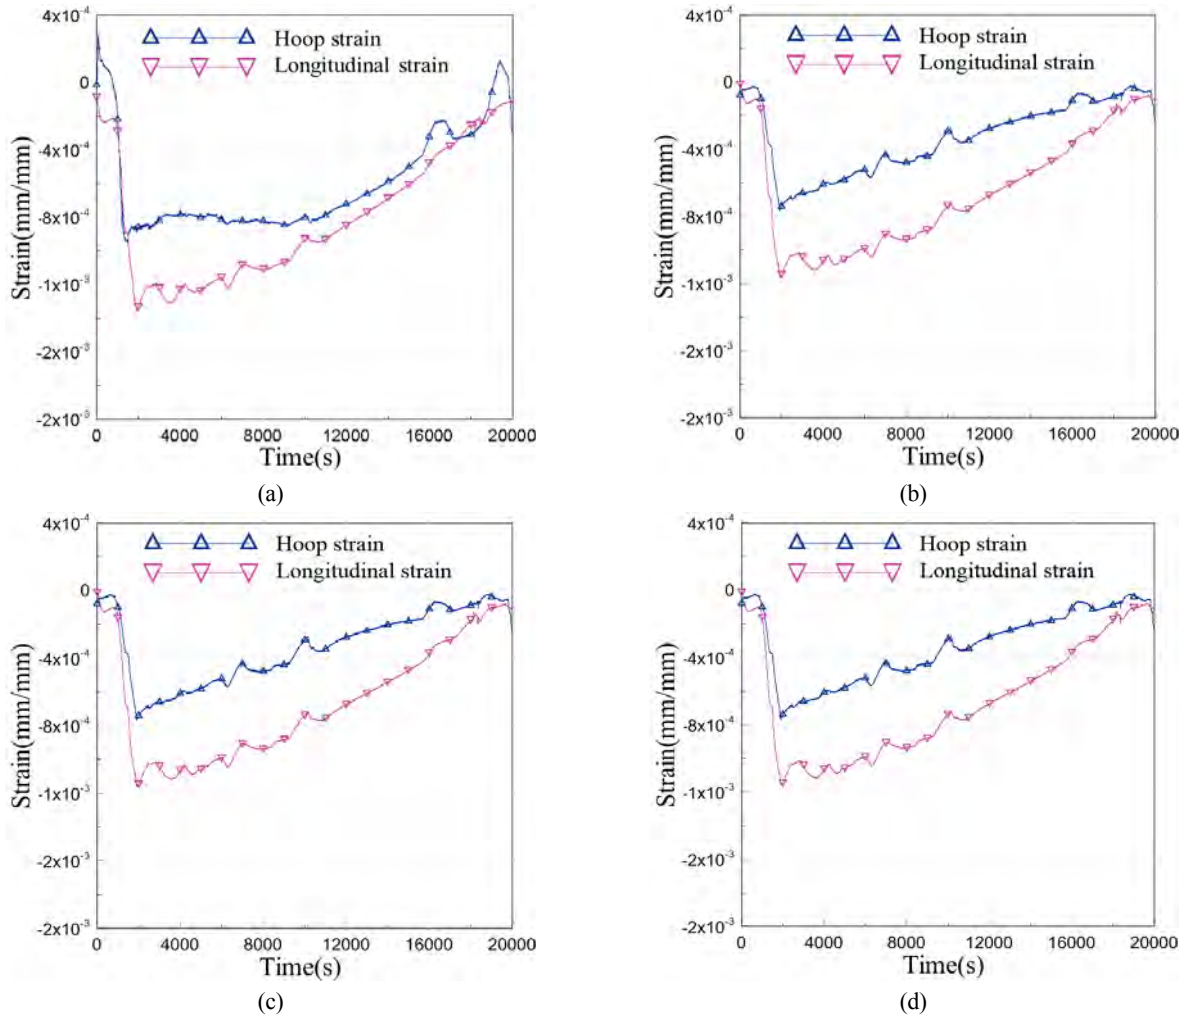 4x10⁻⁴
0
-4x10⁻⁴
-8x10⁻⁴
-1x10⁻³
-2x10⁻³
-2x10⁻³
Strain(mm/mm)
Hoop strain
Longitudinal strain
0 4000 8000 12000 16000 20000
Time(s)
(a)
4x10⁻⁴
0
-4x10⁻⁴
-8x10⁻⁴
-1x10⁻³
-2x10⁻³
-2x10⁻³
Strain(mm/mm)
Hoop strain
Longitudinal strain
0 4000 8000 12000 16000 20000
Time(s)
(b)
4x10⁻⁴
0
-4x10⁻⁴
-8x10⁻⁴
-1x10⁻³
-2x10⁻³
-2x10⁻³
Strain(mm/mm)
Hoop strain
Longitudinal strain
0 4000 8000 12000 16000 20000
Time(s)
(c)
4x10⁻⁴
0
-4x10⁻⁴
-8x10⁻⁴
-1x10⁻³
-2x10⁻³
-2x10⁻³
Strain(mm/mm)
Hoop strain
Longitudinal strain
0 4000 8000 12000 16000 20000
Time(s)
(d)